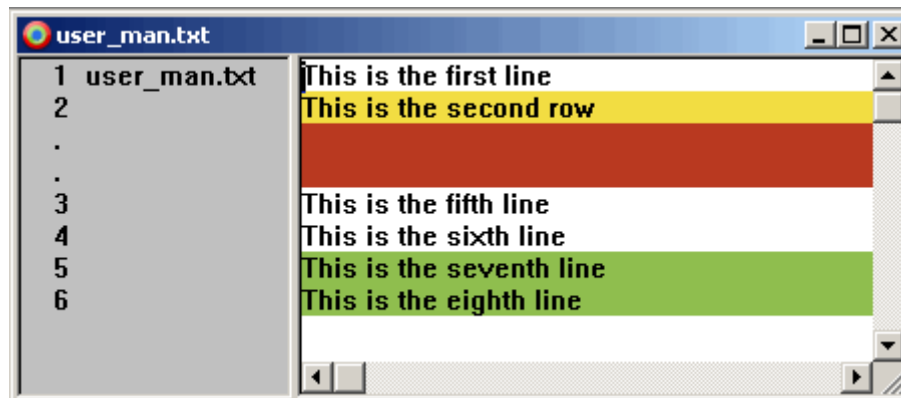 user_man.txt
1 user_man.txt This is the first line
2 This is the second row
.
.
3 This is the fifth line
4 This is the sixth line
5 This is the seventh line
6 This is the eighth line